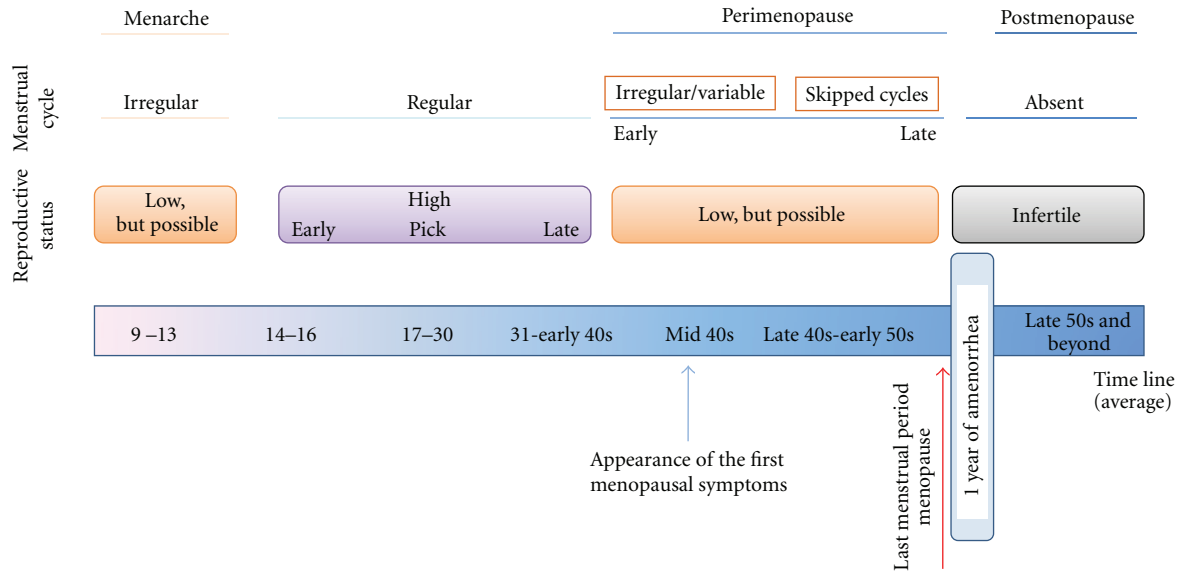 Menarche
Perimenopause
Postmenopause
Menstrual
cycle
Irregular
Regular
Irregular/variable
Skipped cycles
Absent
Early
Late
Reproductive
status
Low,
but possible
High
Early
Pick
Late
Low, but possible
Infertile
9 –13
14–16
17–30
31-early 40s
Mid 40s
Late 40s-early 50s
Late 50s and
beyond
Time line
(average)
Appearance of the first
menopausal symptoms
Last menstrual period
menopause
1 year of amenorrhea